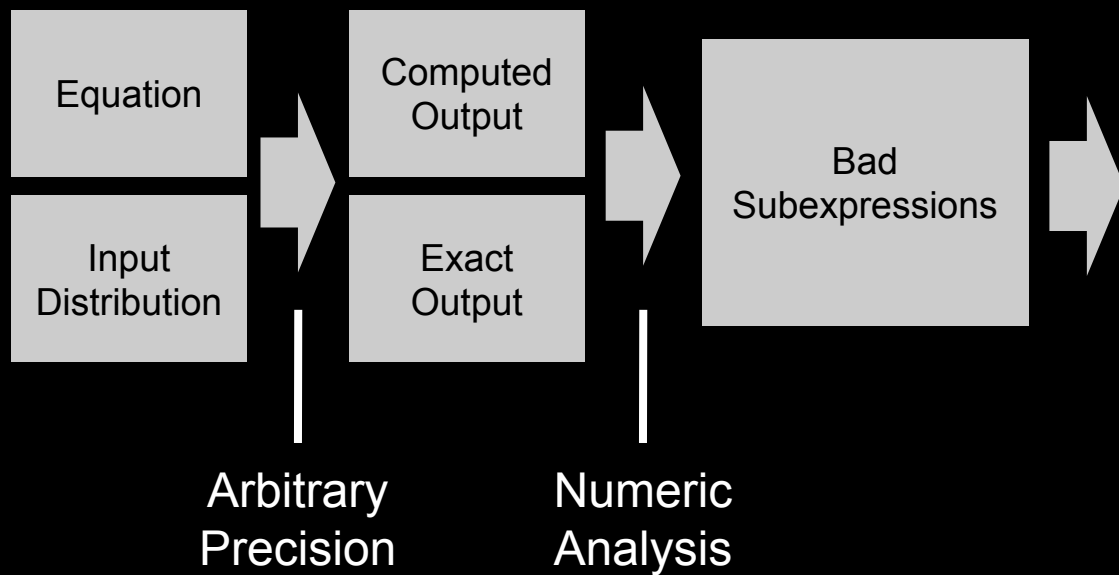 Equation
Input
Distribution
Computed
Output
Exact
Output
Bad
Subexpressions
Arbitrary
Precision
Numeric
Analysis